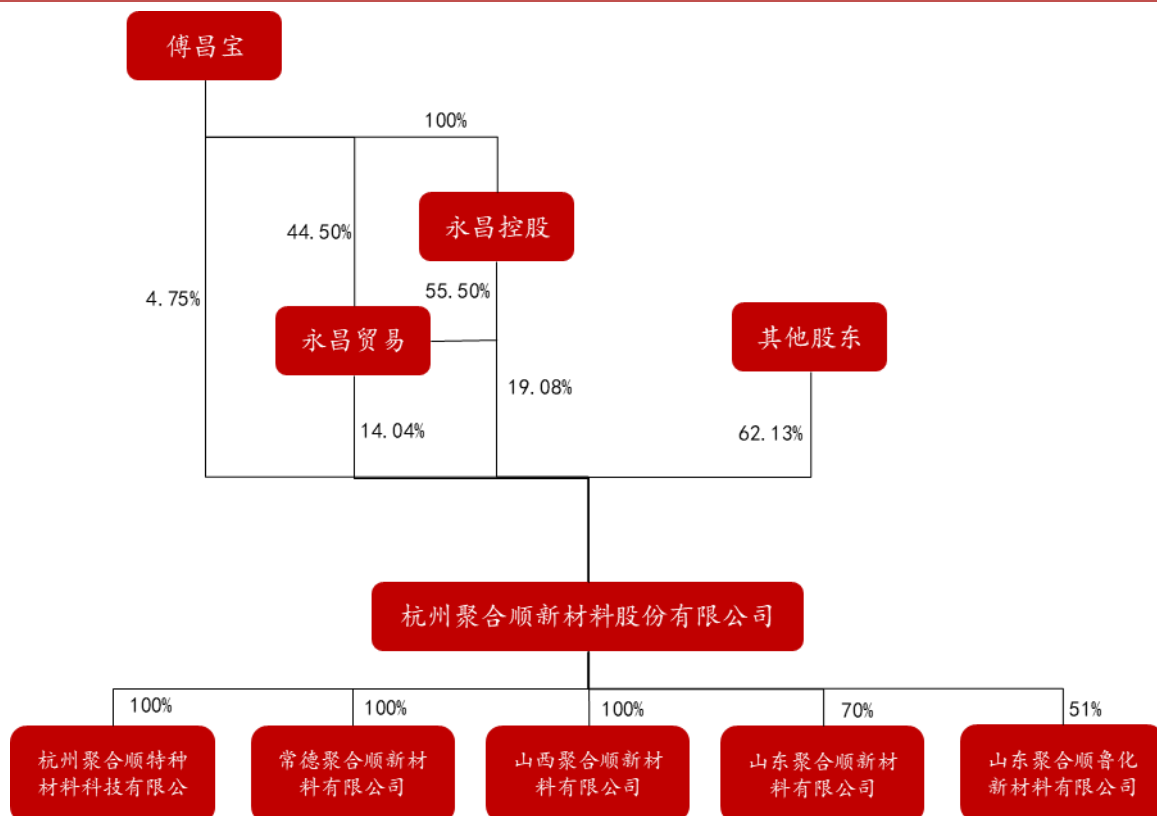 傅昌宝
100%
永昌控股
44.50%
55.50%
4.75%
永昌贸易
其他股东
19.08%
14.04%
62.13%
杭州聚合顺新材料股份有限公司
100%
100%
100%
70%
51%
杭州聚合顺特种
材料科技有限公
常德聚合顺新材
料有限公司
山西聚合顺新材
料有限公司
山东聚合顺新材
料有限公司
山东聚合顺鲁化
新材料有限公司